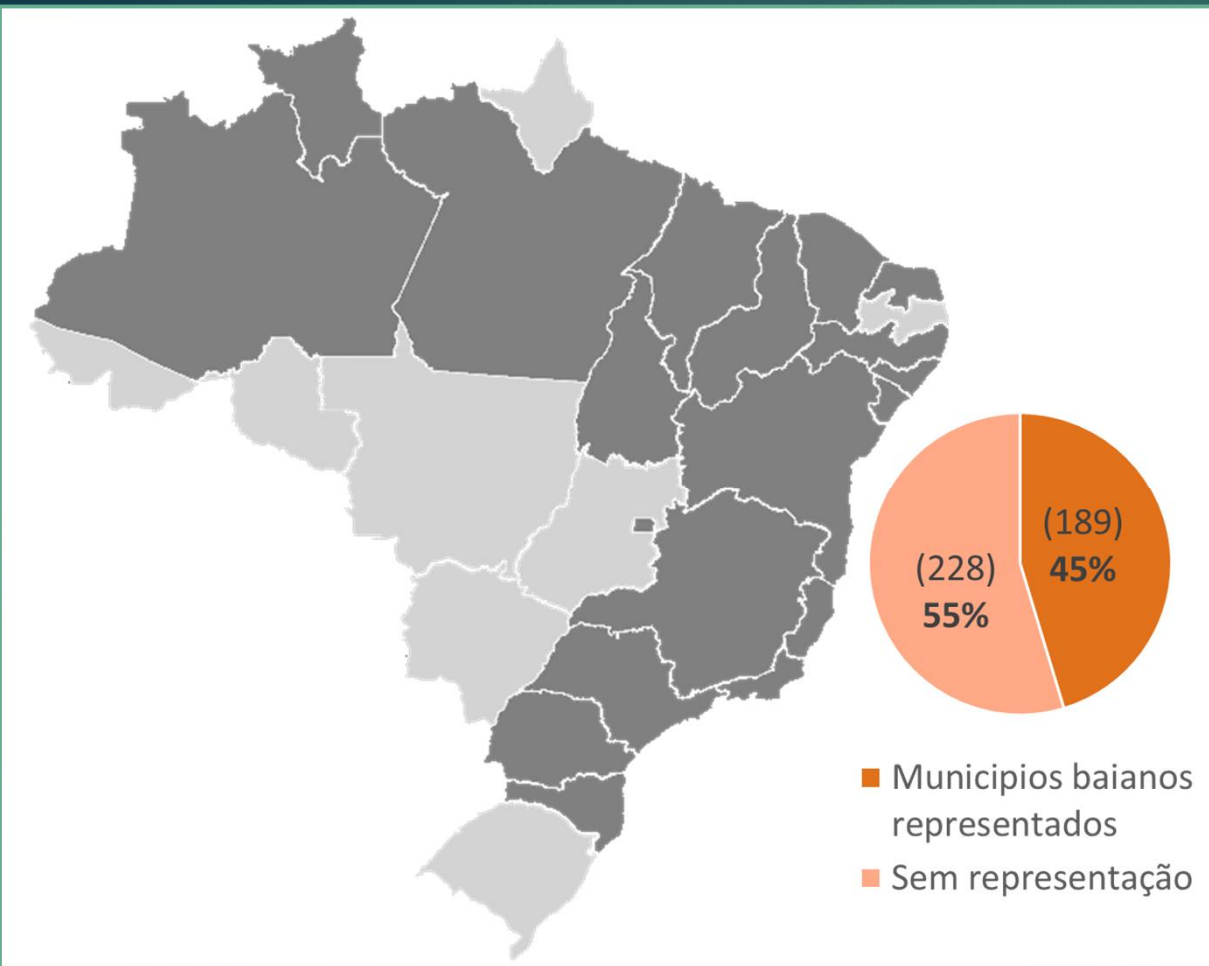 (189)
45%
(228)
55%
Municipios baianos
representados
Sem representação